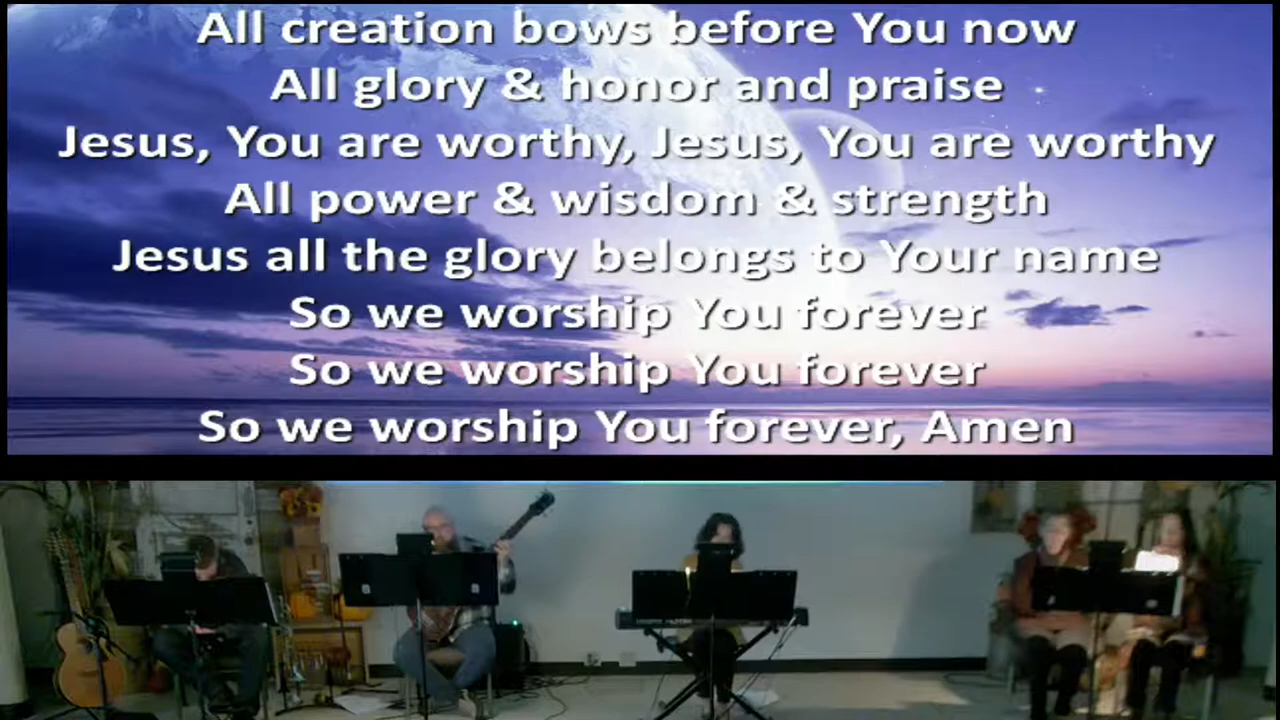 All creation bows before You now
All glory & honor and praise
Jesus, You are worthy, Jesus, You are worthy
All power & wisdom & strength
Jesus all the glory belongs to Your name
So we worship You forever
So we worship You forever
So we worship You forever, Amen